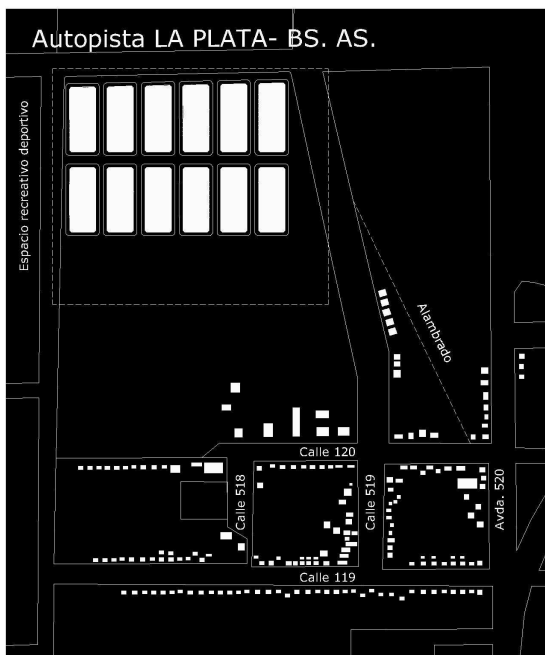 Autopista LA PLATA- BS. AS.
Espacio recreativo deportivo
Alambrado
Calle 120
Calle 518
Calle 519
Avda. 520
Calle 119